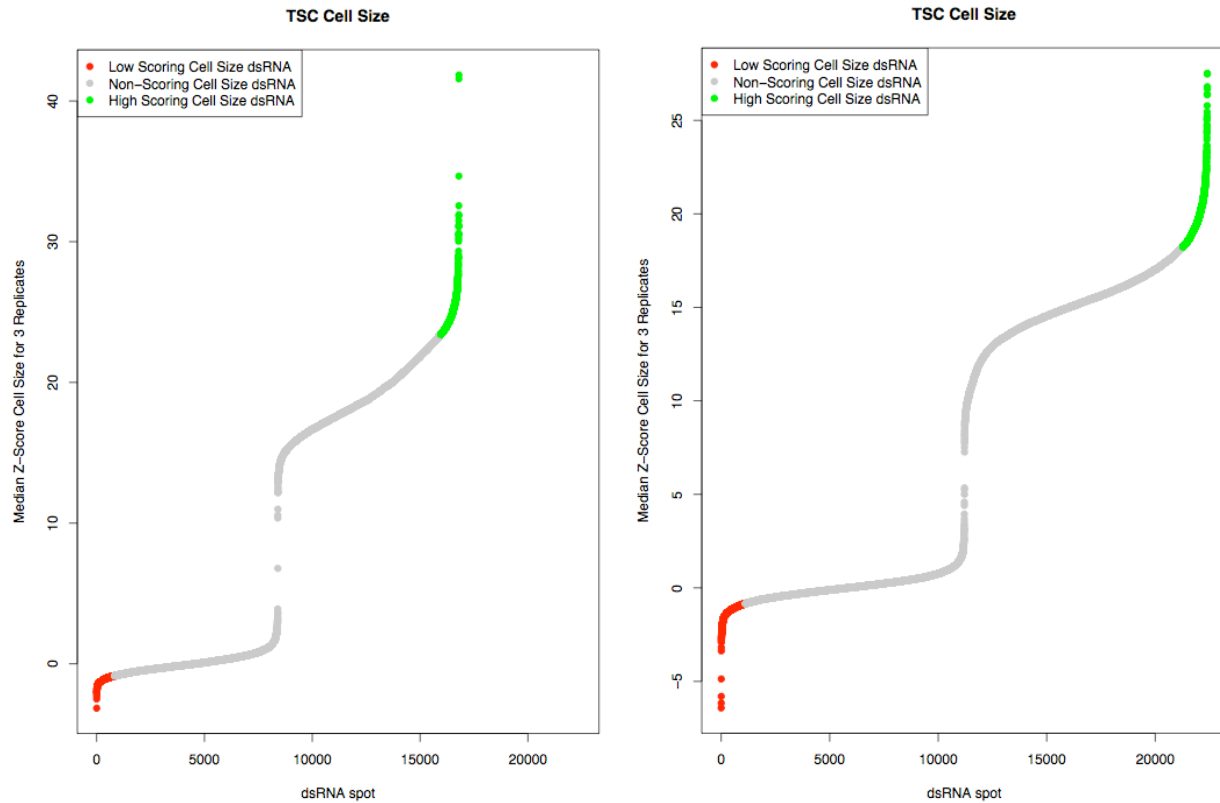 TSC Cell Size
Low Scoring Cell Size dsRNA
Non−Scoring Cell Size dsRNA
High Scoring Cell Size dsRNA
Median Z−Score Cell Size for 3 Replicates
40
30
20
10
0
0 5000 10000 15000 20000
dsRNA spot
TSC Cell Size
Low Scoring Cell Size dsRNA
Non−Scoring Cell Size dsRNA
High Scoring Cell Size dsRNA
Median Z−Score Cell Size for 3 Replicates
25
20
15
10
5
0
−5
0 5000 10000 15000 20000
dsRNA spot